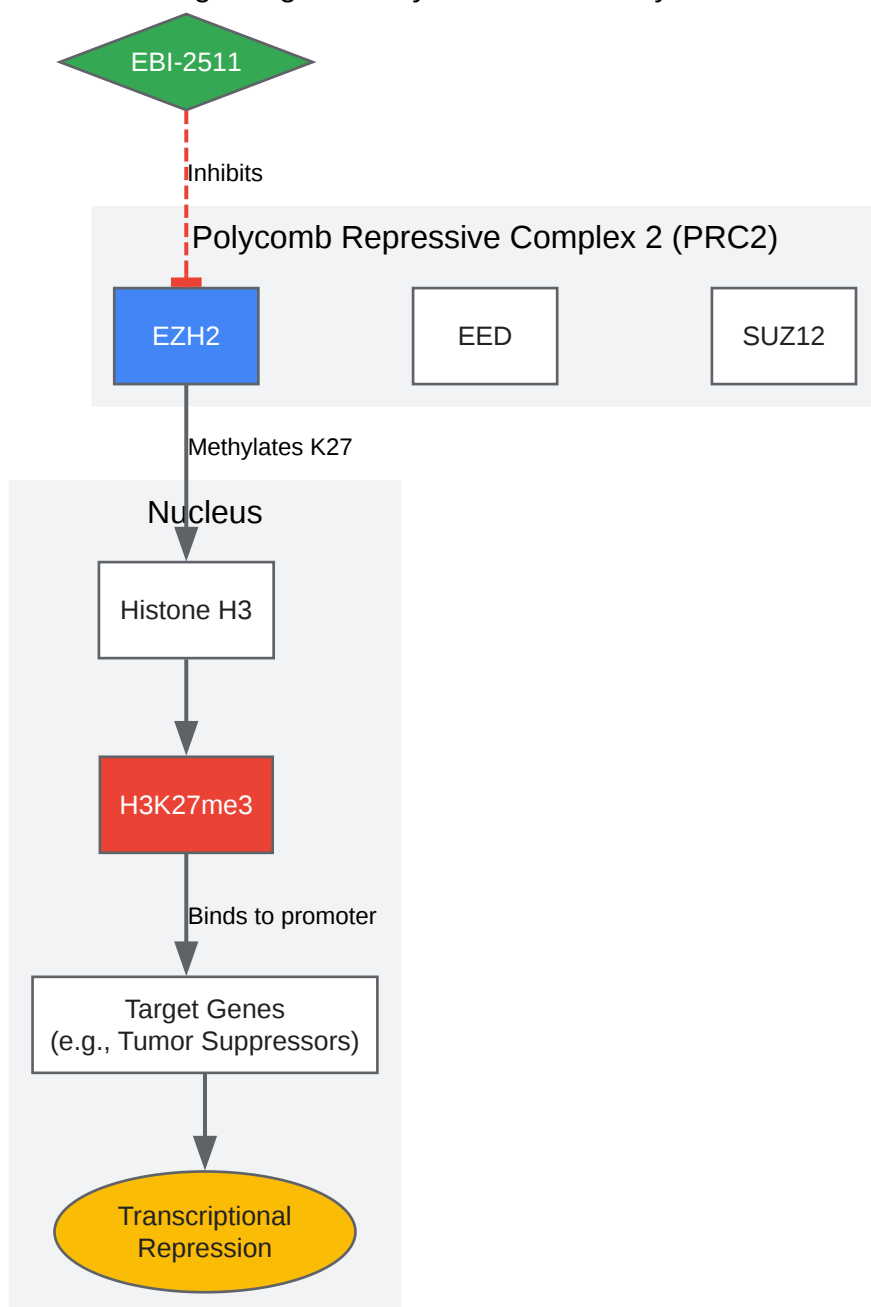 EBI-2511
Inhibits
Polycomb Repressive Complex 2 (PRC2)
EZH2
EED
SUZ12
Methylates K27
Nucleus
Histone H3
H3K27me3
Binds to promoter
Target Genes
(e.g., Tumor Suppressors)
Transcriptional
Repression